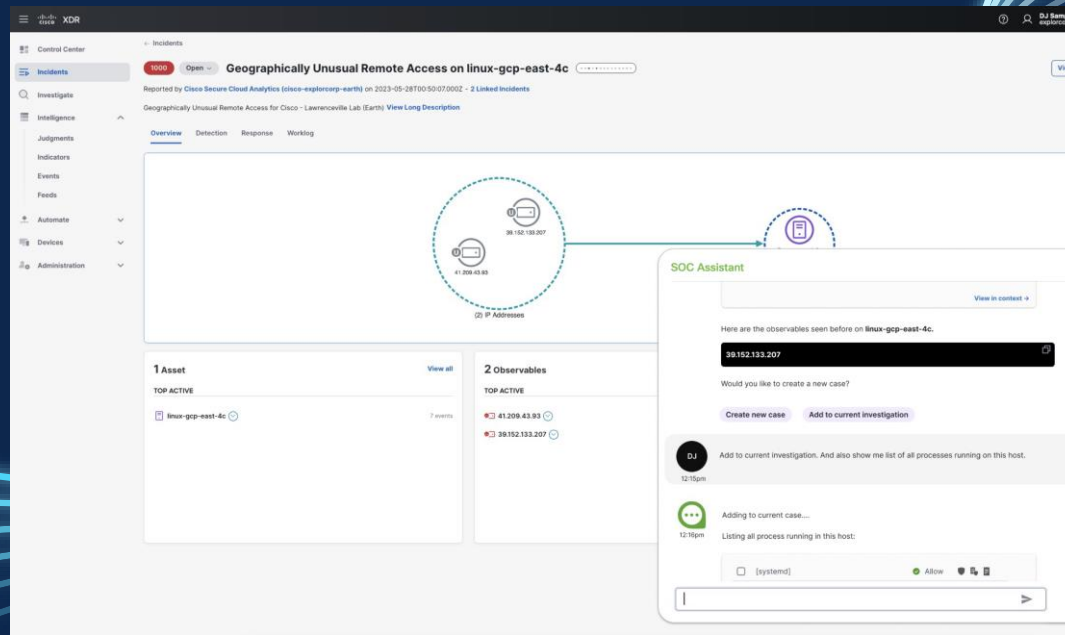 CISCO XDR
DJ Sam
explorco
Control Center
Incidents
Investigate
Intelligence
Judgments
Indicators
Events
Feeds
Automate
Devices
Administration
← Incidents
1000 Open Geographically Unusual Remote Access on linux-gcp-east-4c
Vi
Reported by Cisco Secure Cloud Analytics (cisco-explorcorp-earth) on 2023-05-28T00:50:07.000Z - 2 Linked Incidents
Geographically Unusual Remote Access for Cisco - Lawrenceville Lab (Earth) View Long Description
Overview Detection Response Worklog
39.152.133.207
41.209.43.93
(2) IP Addresses
1 Asset View all
TOP ACTIVE
linux-gcp-east-4c 7 events
2 Observables
TOP ACTIVE
41.209.43.93
39.152.133.207
SOC Assistant
View in context →
Here are the observables seen before on linux-gcp-east-4c.
39.152.133.207
Would you like to create a new case?
Create new case Add to current investigation
DJ
12:15pm
Add to current investigation. And also show me list of all processes running on this host.
12:16pm
Adding to current case....
Listing all process running in this host:
[systemd] Allow